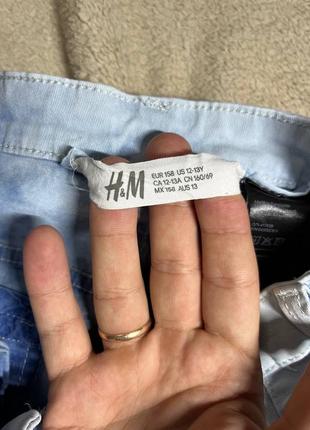 H&M
EUR 158 US 12-13Y
CA 12-13A CN 160/69
MX 158 AUS 13